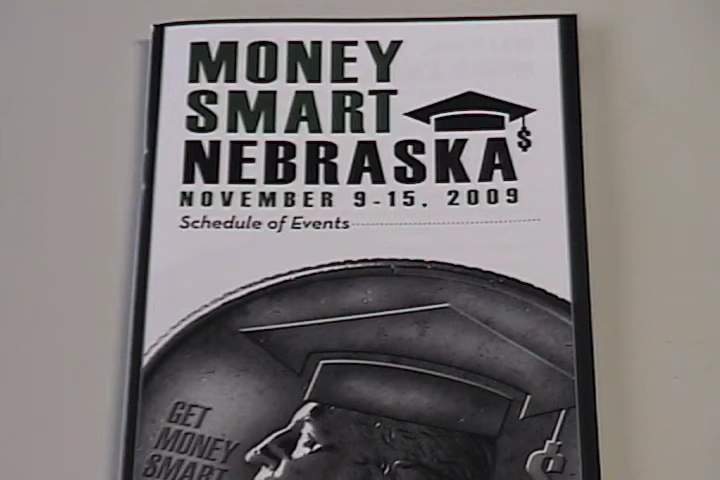 MONEY
SMART
NEBRASKA
$
NOVEMBER 9-15, 2009
Schedule of Events
GET
MONEY
SMART